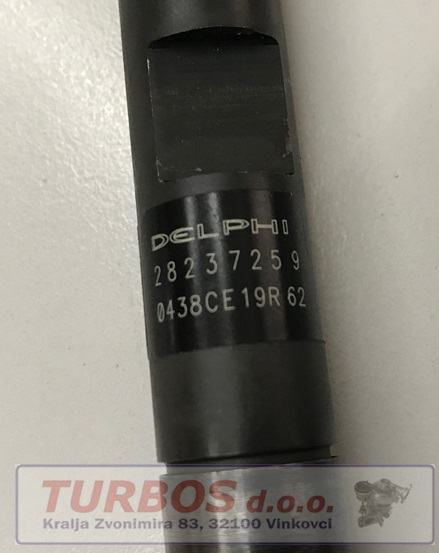 DELPHI
28237259
0438CE19R62
TURBOS d.o.o.
Kralja Zvonimira 83, 32100 Vinkovci